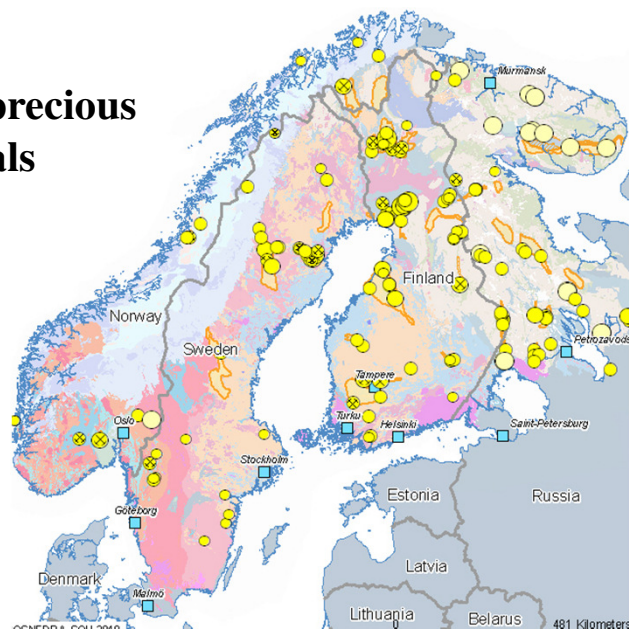 precious
als
Murmansk
Finland
Norway
Sweden
Petrozavods
Tampere
Oslo
Turku
Helsinki
Saint-Petersburg
Stockholm
Estonia
Russia
Göteborg
Latvia
Denmark
Malmö
Lithuania
0
Belarus
481 Kilometers